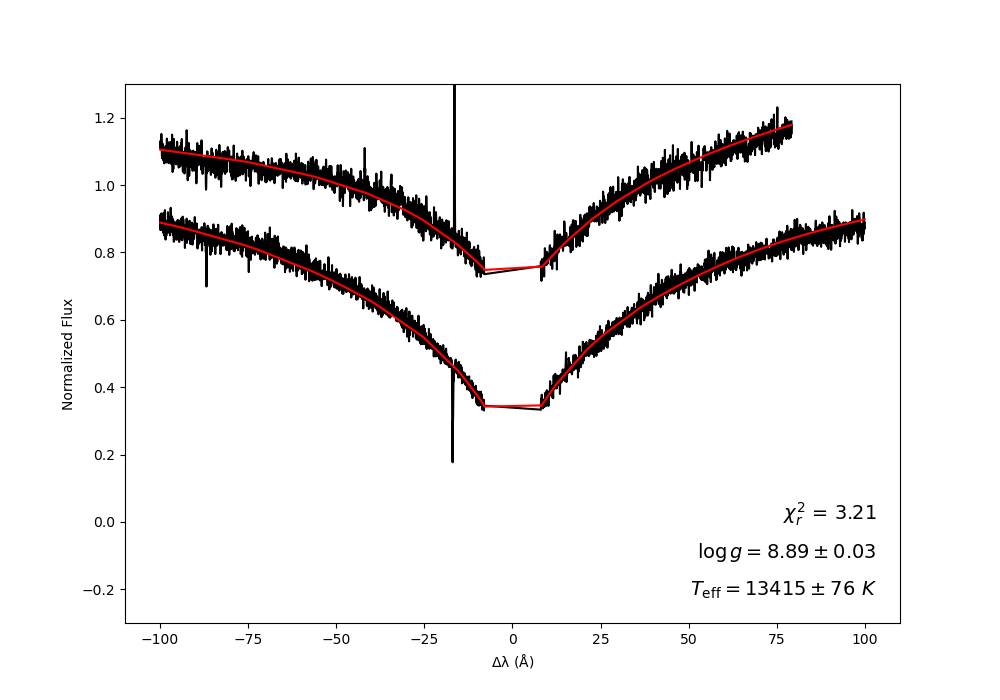 1.2
1.0
0.8
0.6
0.4
0.2
0.0
−0.2
Normalized Flux
χ²ᵣ = 3.21
log g = 8.89 ± 0.03
T_eff = 13415 ± 76 K
−100 −75 −50 −25 0 25 50 75 100
Δλ (Å)